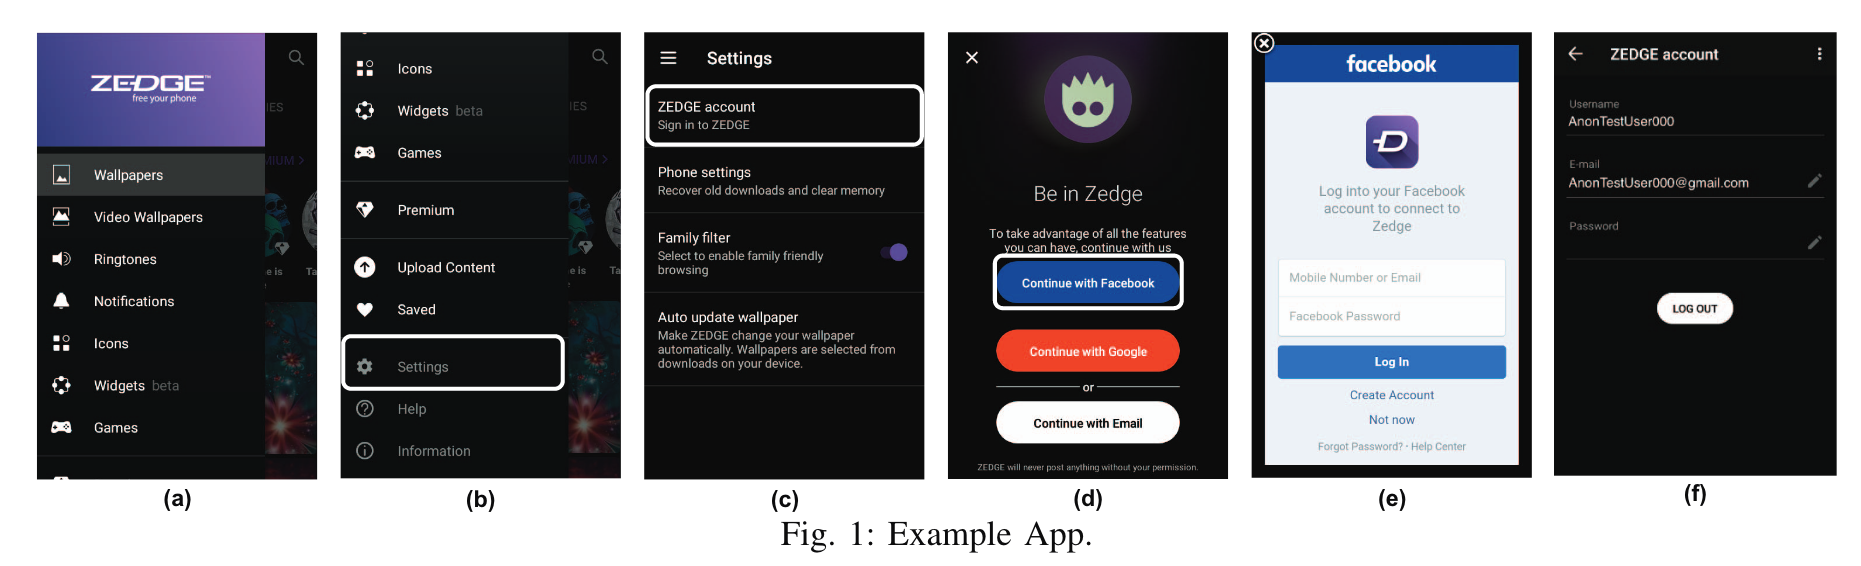 ZEDGE™
free your phone
IES
MIUM >
Wallpapers
Video Wallpapers
Ringtones
e is
Ta
Notifications
Icons
Widgets beta
Games
(a)
Icons
Widgets beta
IES
Games
MIUM >
Premium
Upload Content
e is
Ta
Saved
Settings
Help
Information
(b)
Settings
ZEDGE account
Sign in to ZEDGE
Phone settings
Recover old downloads and clear memory
Family filter
Select to enable family friendly
browsing
Auto update wallpaper
Make ZEDGE change your wallpaper
automatically. Wallpapers are selected from
downloads on your device.
(c)
Be in Zedge
To take advantage of all the features
you can have, continue with us
Continue with Facebook
Continue with Google
or
Continue with Email
ZEDGE will never post anything without your permission.
(d)
facebook
Log into your Facebook
account to connect to
Zedge
Mobile Number or Email
Facebook Password
Log In
Create Account
Not now
Forgot Password? · Help Center
(e)
ZEDGE account
Username
AnonTestUser000
E-mail
AnonTestUser000@gmail.com
Password
LOG OUT
(f)
Fig. 1: Example App.